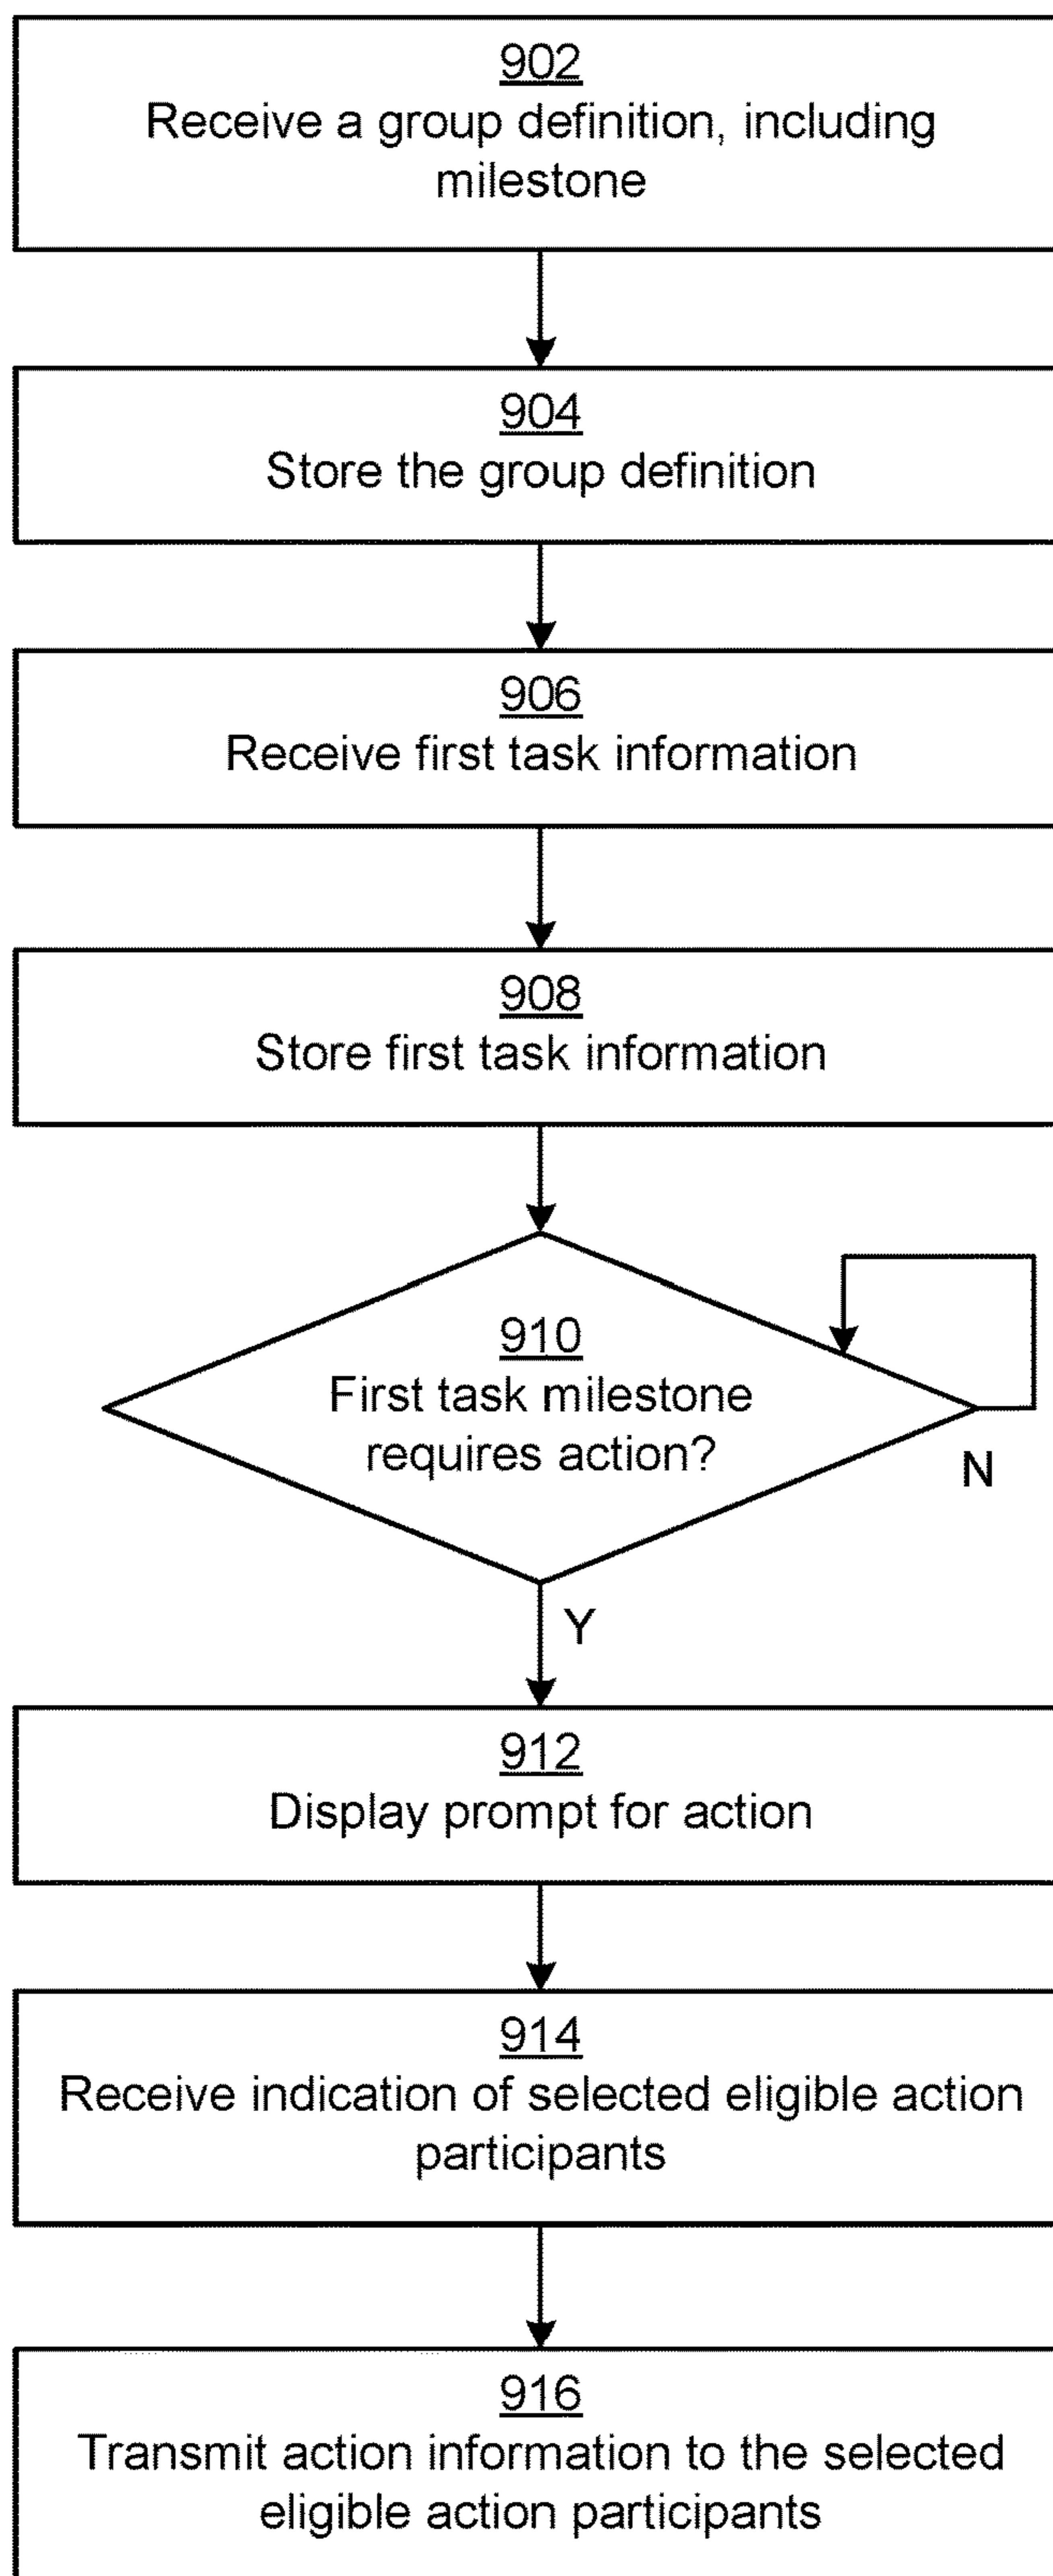 902
Receive a group definition, including
milestone
904
Store the group definition
906
Receive first task information
908
Store first task information
910
First task milestone
requires action?
N
Y
912
Display prompt for action
914
Receive indication of selected eligible action
participants
916
Transmit action information to the selected
eligible action participants